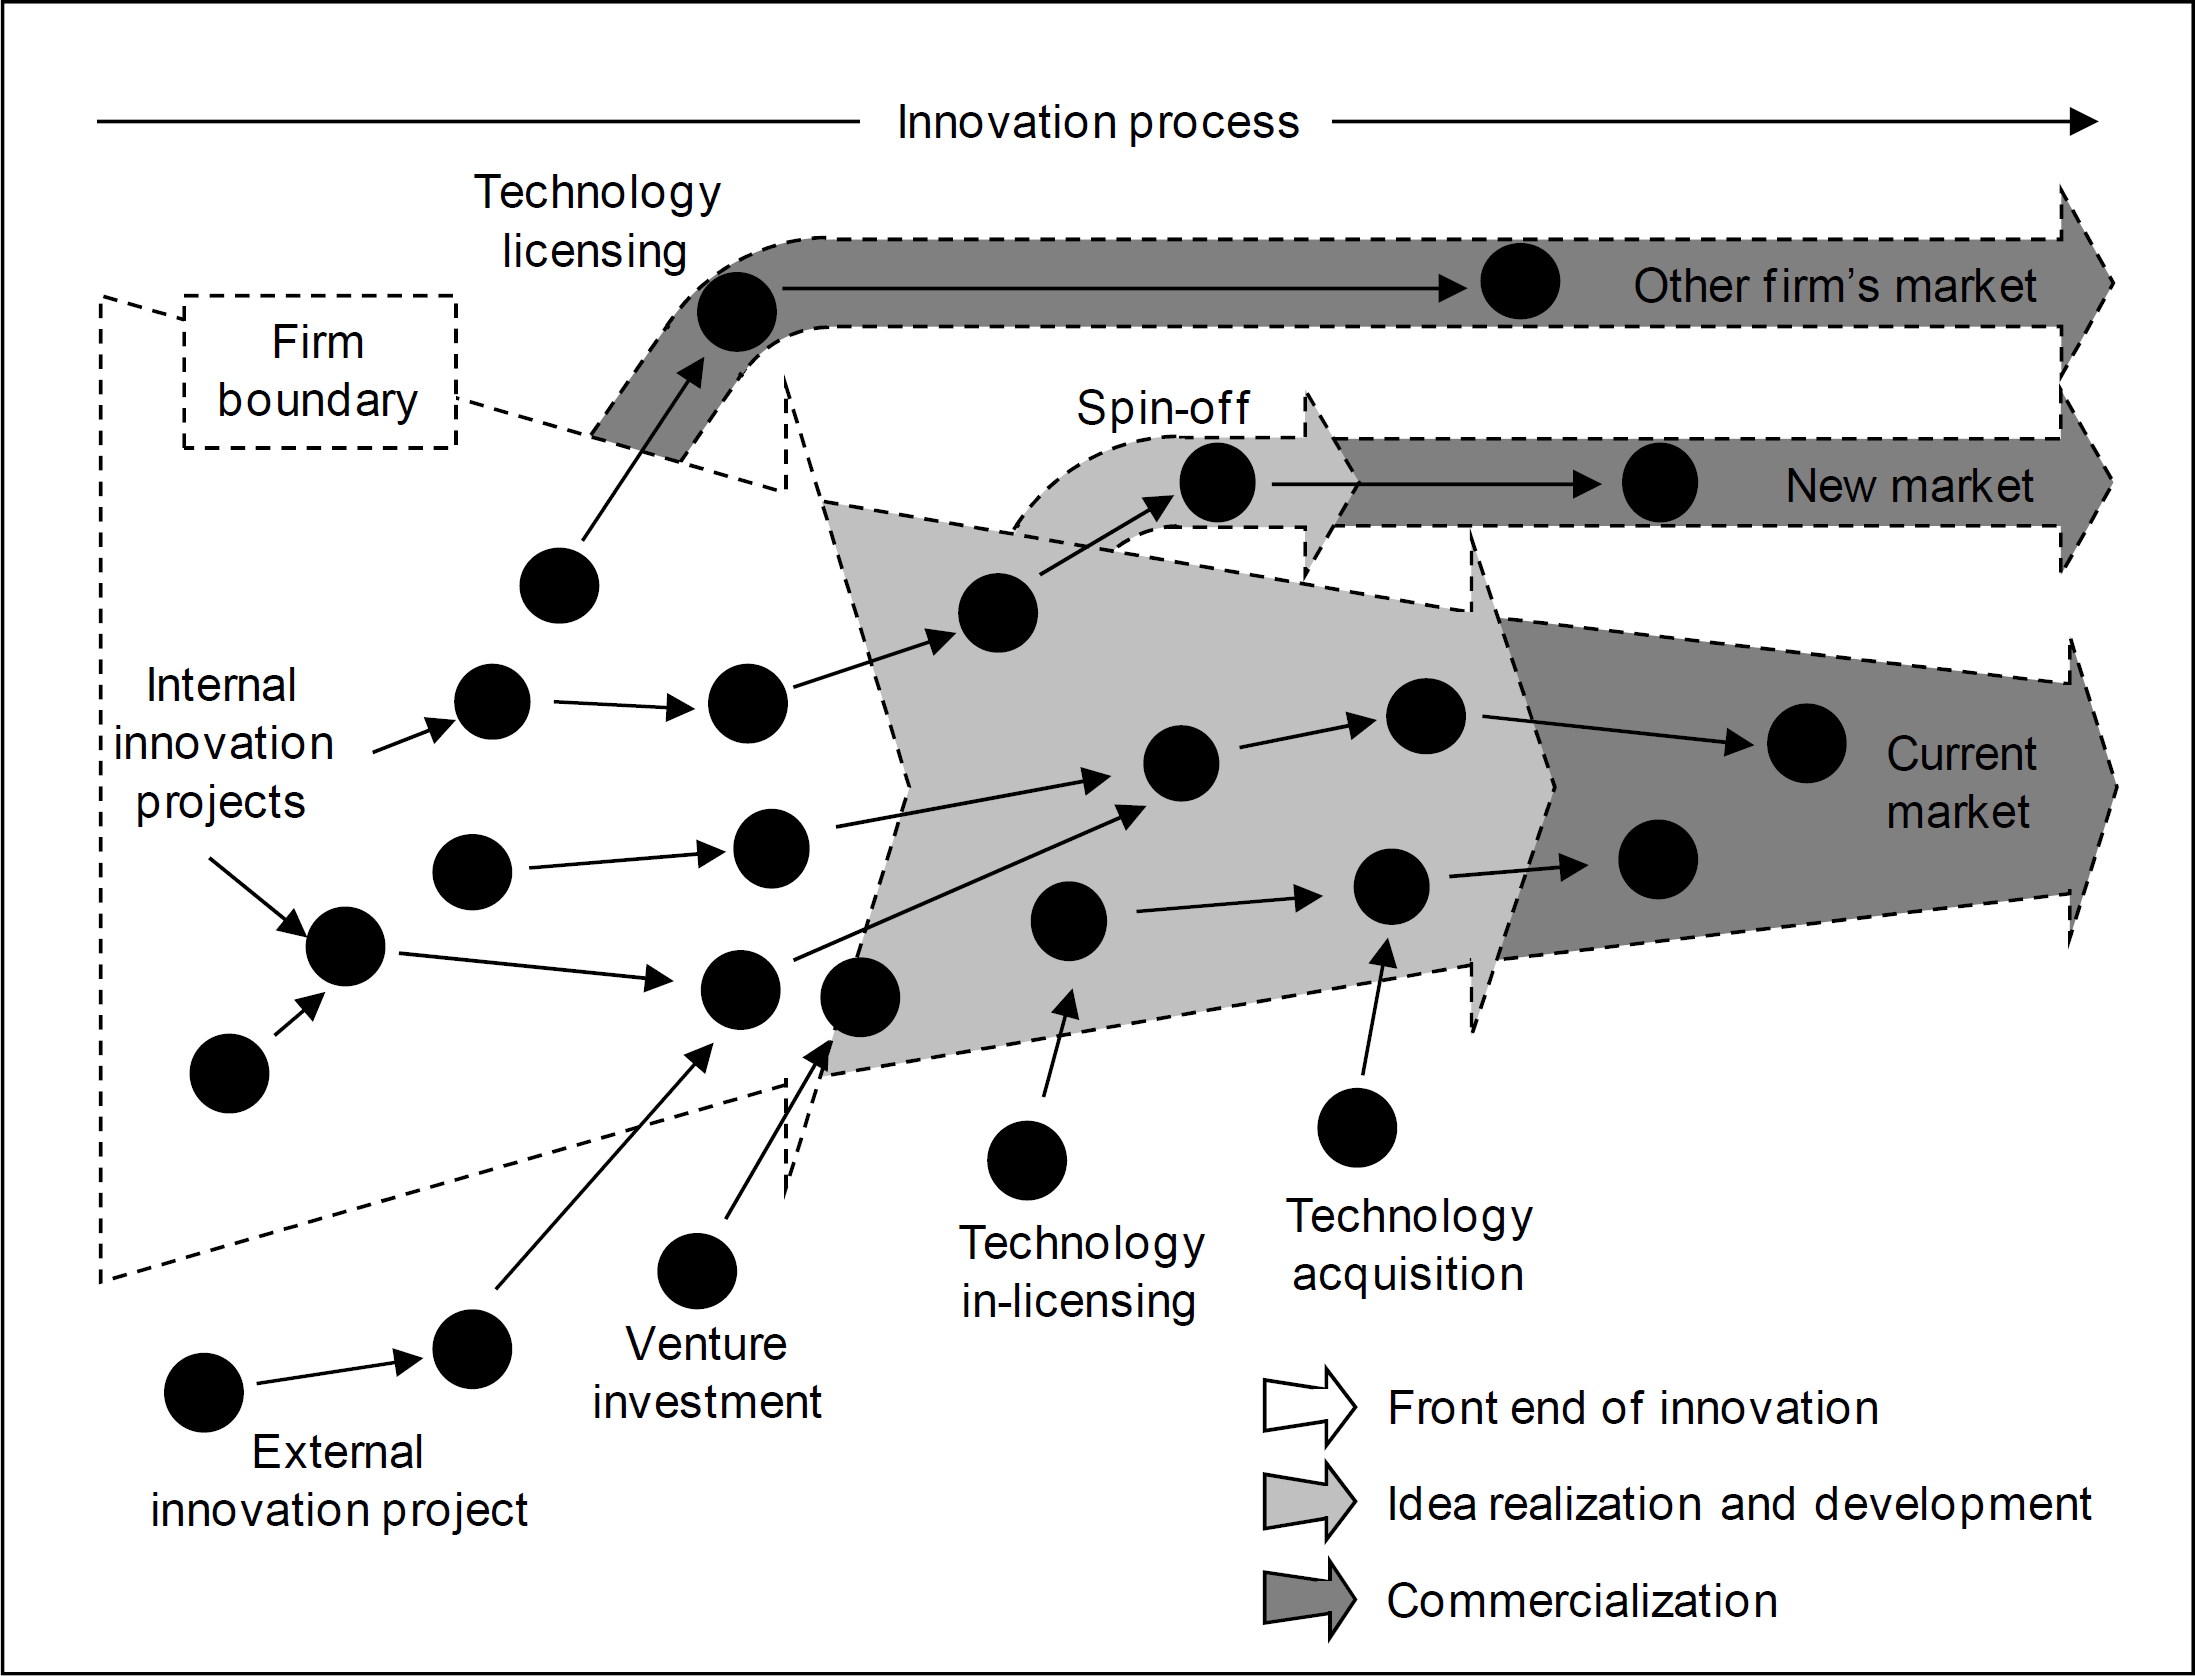 Innovation process
Technology
licensing
Other firm's market
Firm
boundary
Spin-off
New market
Internal
innovation
projects
Current
market
Technology
in-licensing
Technology
acquisition
Venture
investment
External
innovation project
Front end of innovation
Idea realization and development
Commercialization